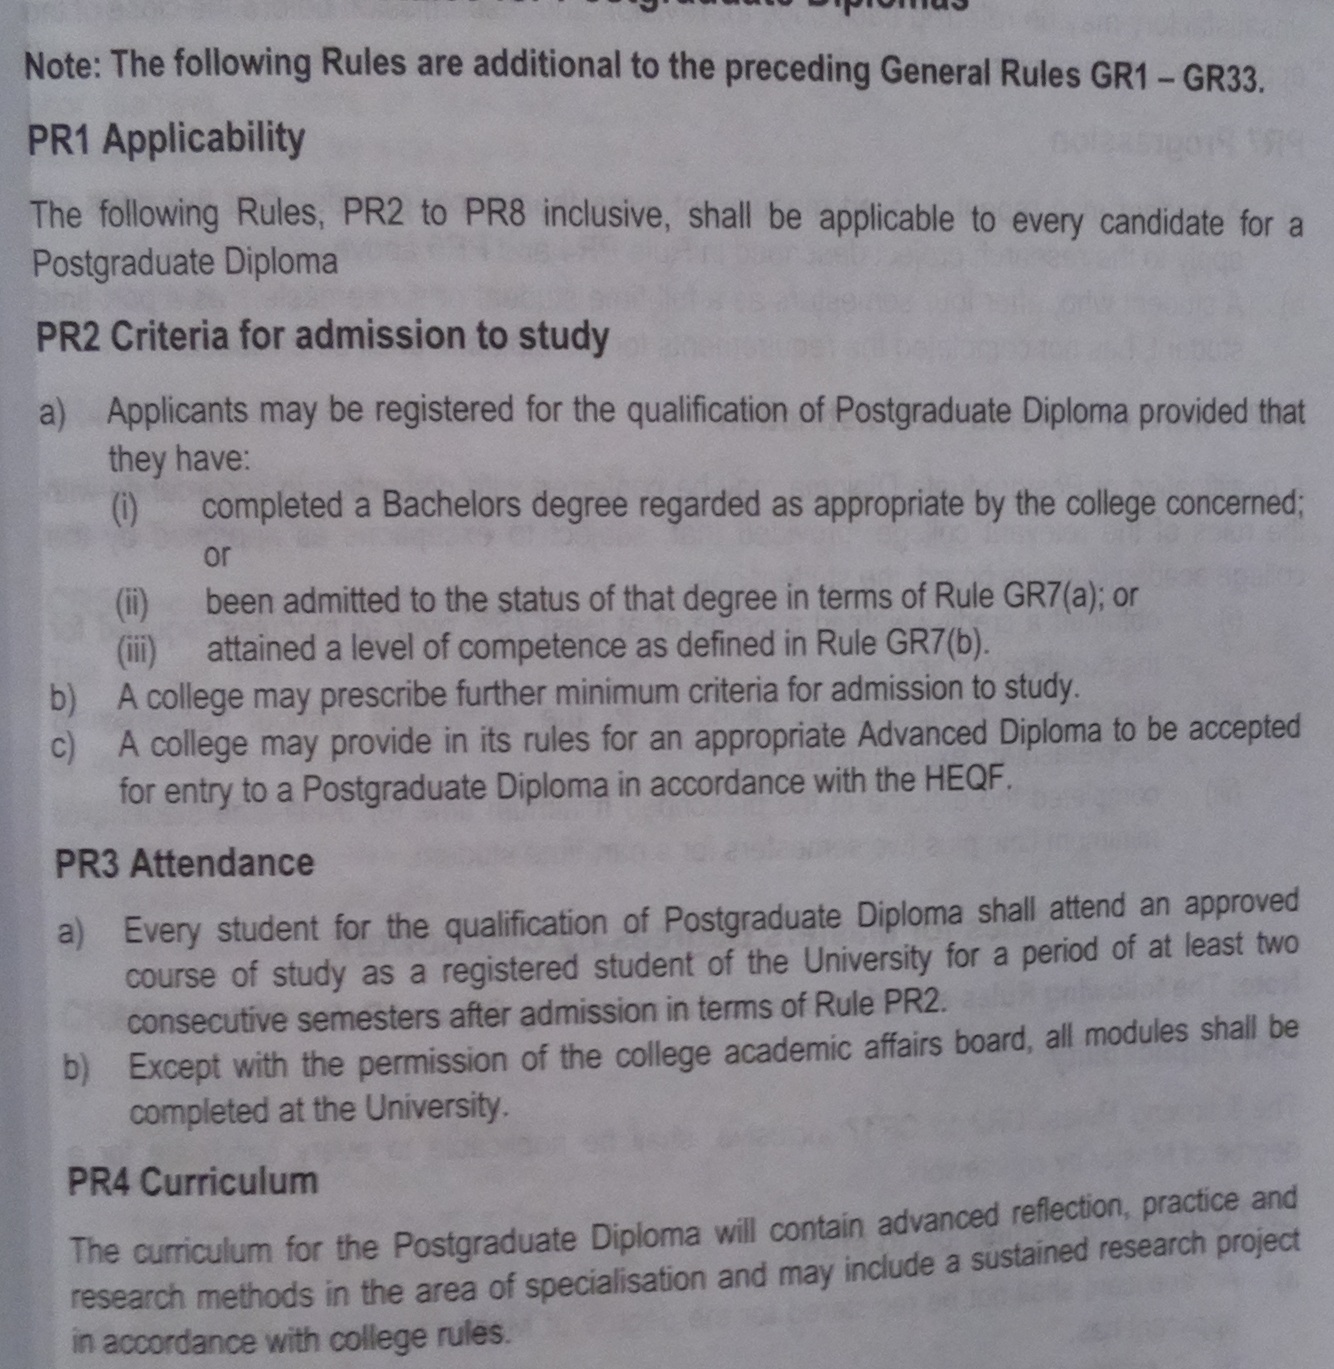 Postgraduate Diplomas
Note: The following Rules are additional to the preceding General Rules GR1 – GR33.
PR1 Applicability
The following Rules, PR2 to PR8 inclusive, shall be applicable to every candidate for a
Postgraduate Diploma
PR2 Criteria for admission to study
a) Applicants may be registered for the qualification of Postgraduate Diploma provided that
they have:
(i) completed a Bachelors degree regarded as appropriate by the college concerned;
or
(ii) been admitted to the status of that degree in terms of Rule GR7(a); or
(iii) attained a level of competence as defined in Rule GR7(b).
b) A college may prescribe further minimum criteria for admission to study.
c) A college may provide in its rules for an appropriate Advanced Diploma to be accepted
for entry to a Postgraduate Diploma in accordance with the HEQF.
PR3 Attendance
a) Every student for the qualification of Postgraduate Diploma shall attend an approved
course of study as a registered student of the University for a period of at least two
consecutive semesters after admission in terms of Rule PR2.
b) Except with the permission of the college academic affairs board, all modules shall be
completed at the University.
PR4 Curriculum
The curriculum for the Postgraduate Diploma will contain advanced reflection, practice and
research methods in the area of specialisation and may include a sustained research project
in accordance with college rules.